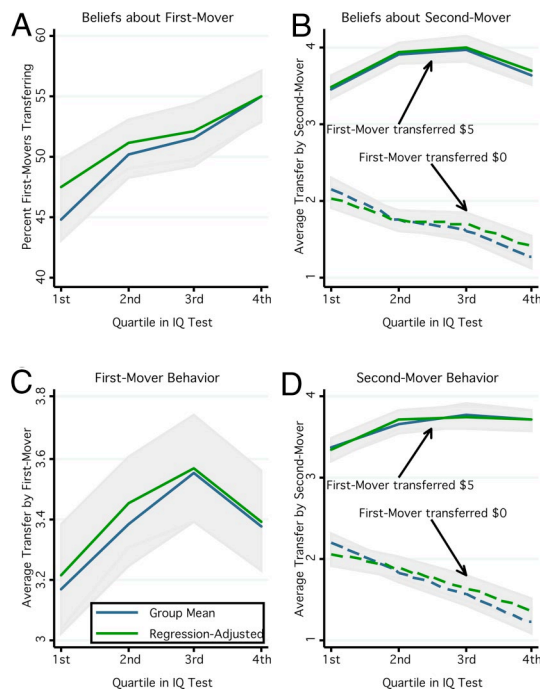 A
Beliefs about First-Mover
Percent First-Movers Transferring
60
55
50
45
40
1st
2nd
3rd
4th
Quartile in IQ Test
B
Beliefs about Second-Mover
Average Transfer by Second-Mover
4
3
2
1
First-Mover transferred $5
First-Mover transferred $0
1st
2nd
3rd
4th
Quartile in IQ Test
C
First-Mover Behavior
Average Transfer by First-Mover
3.8
3.6
3.4
3.2
3
Group Mean
Regression-Adjusted
1st
2nd
3rd
4th
Quartile in IQ Test
D
Second-Mover Behavior
Average Transfer by Second-Mover
4
3
2
1
First-Mover transferred $5
First-Mover transferred $0
1st
2nd
3rd
4th
Quartile in IQ Test